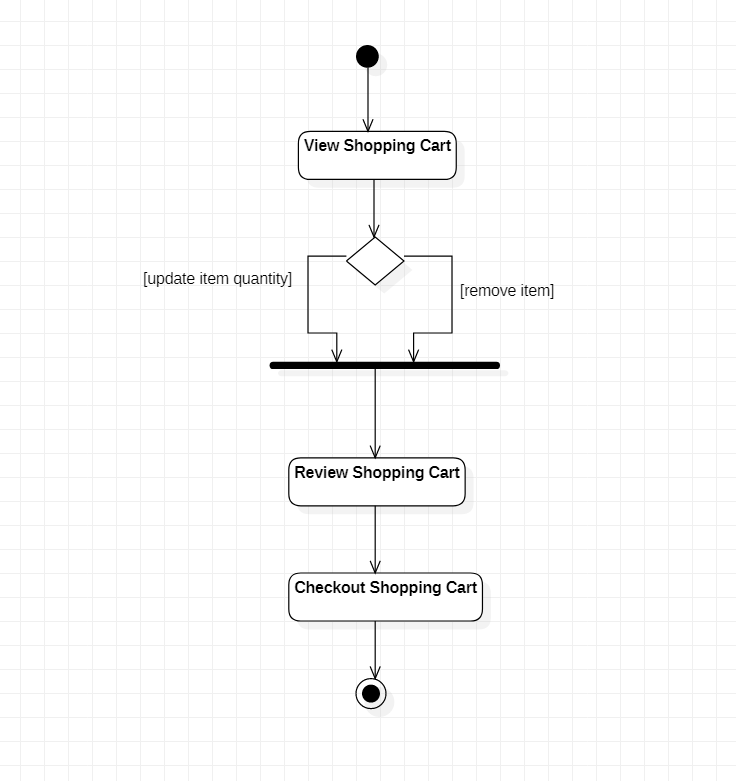 View Shopping Cart
[update item quantity]
[remove item]
Review Shopping Cart
Checkout Shopping Cart